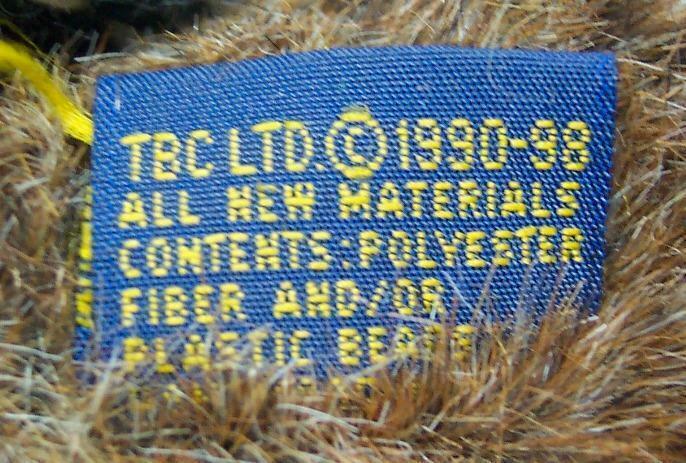 TBC LTD. © 1990-98
ALL NEW MATERIALS
CONTENTS: POLYESTER
FIBER AND/OR
PLASTIC BEADS